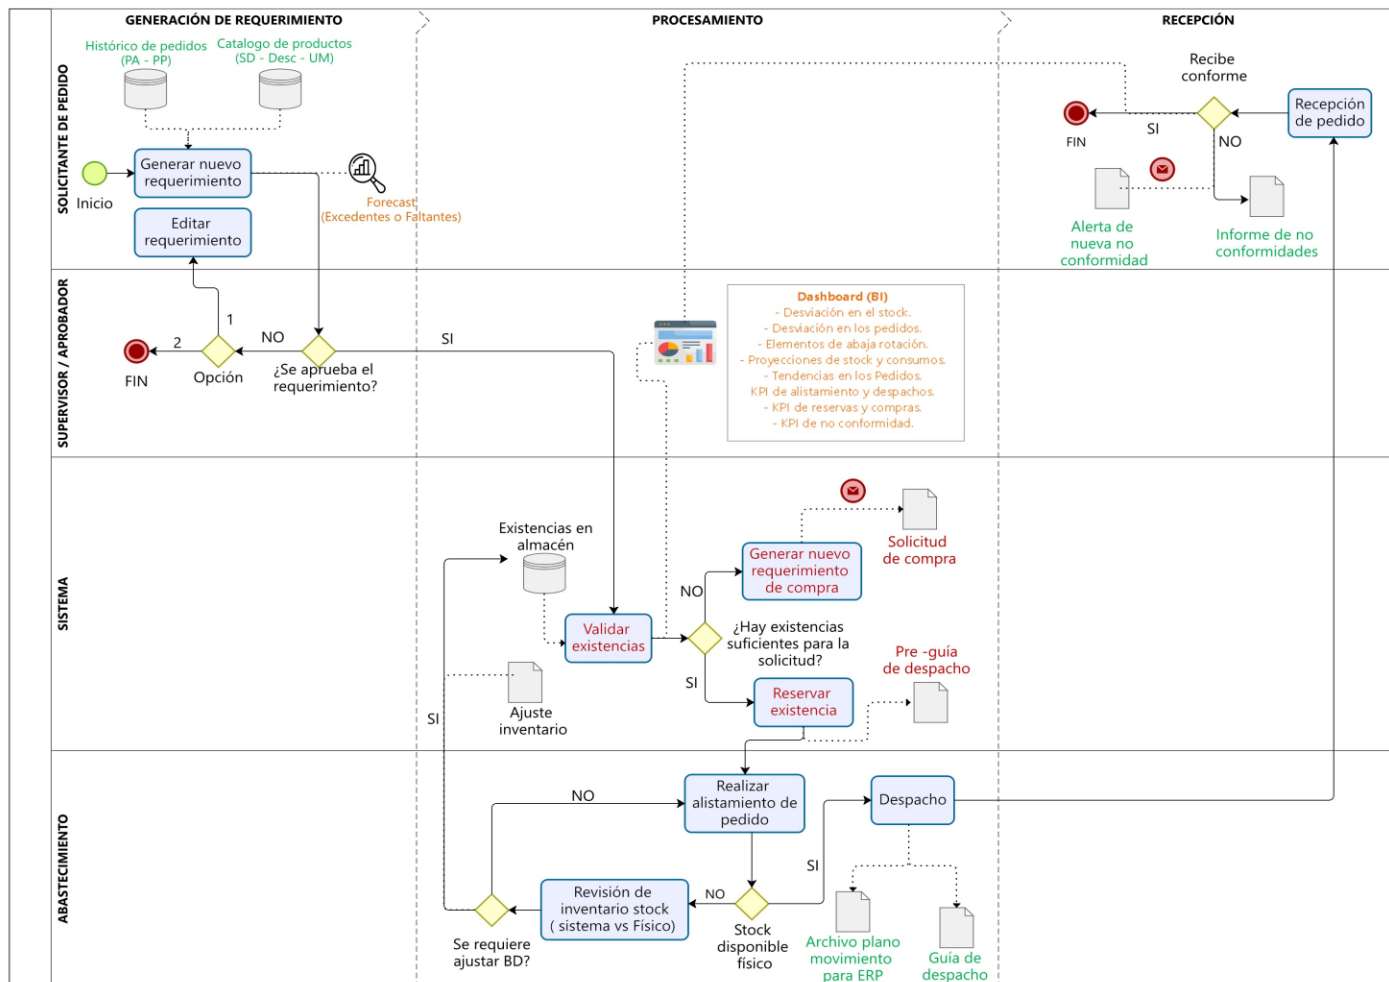 GENERACIÓN DE REQUERIMIENTO
PROCESAMIENTO
RECEPCIÓN
SOLICITANTE DE PEDIDO
Histórico de pedidos
(PA - PP)
Catalogo de productos
(SD - Desc - UM)
Inicio
Generar nuevo
requerimiento
Forecast
(Excedentes o Faltantes)
Editar
requerimiento
Recibe
conforme
Recepción
de pedido
SI
FIN
NO
Alerta de
nueva no
conformidad
Informe de no
conformidades
SUPERVISOR / APROBADOR
1
2
NO
SI
FIN
Opción
¿Se aprueba el
requerimiento?
Dashboard (BI)
- Desviación en el stock.
- Desviación en los pedidos.
- Elementos de abaja rotación.
- Proyecciones de stock y consumos.
- Tendencias en los Pedidos.
KPI de alistamiento y despachos.
- KPI de reservas y compras.
- KPI de no conformidad.
SISTEMA
Existencias en
almacén
Generar nuevo
requerimiento
de compra
Solicitud
de compra
NO
Validar
existencias
¿Hay existencias
suficientes para la
solicitud?
SI
Pre -guía
de despacho
Reservar
existencia
Ajuste
inventario
SI
ABASTECIMIENTO
NO
Realizar
alistamiento de
pedido
Despacho
SI
Revisión de
inventario stock
( sistema vs Físico)
NO
Se requiere
ajustar BD?
Stock
disponible
físico
Archivo plano
movimiento
para ERP
Guía de
despacho